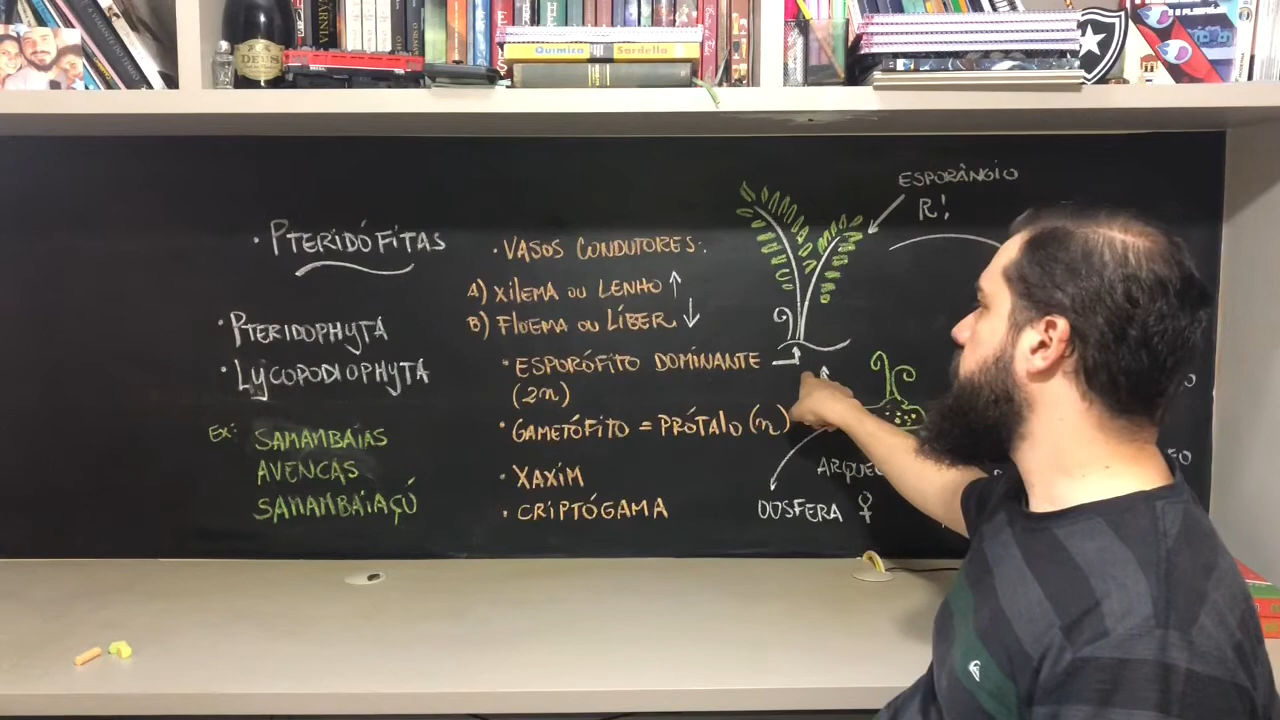 NÁRNIA
DEUS
Química Sardella
· PTERIDÓFITAS
· PTERIDOPHYTA
· LYCOPODIOPHYTA
Ex: SAMAMBAIAS
AVENCAS
SAMAMBAIAÇÚ
· VASOS CONDUTORES:
A) XILEMA OU LENHO ↑
B) FLOEMA OU LÍBER ↓
· ESPORÓFITO DOMINANTE
(2n)
· GAMETÓFITO = PRÓTALO (n)
· XAXIM
· CRIPTÓGAMA
ESPORÂNGIO
R!
OOSFERA ♀